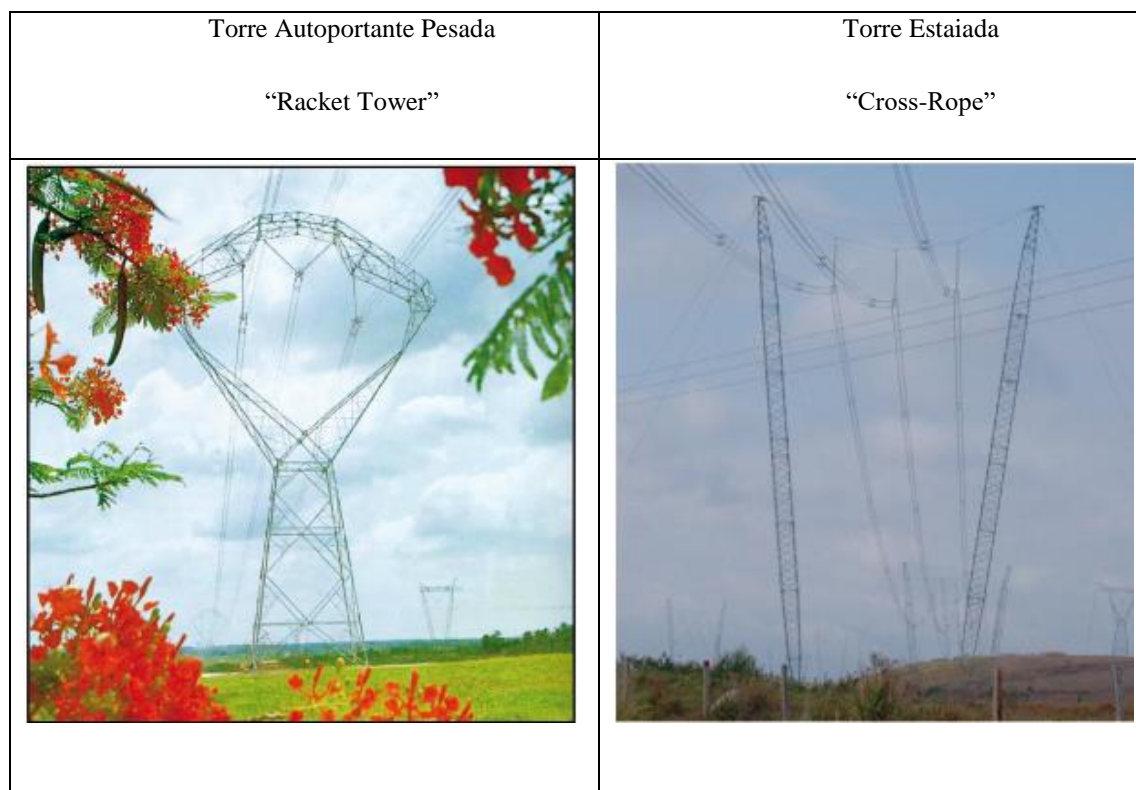 Torre Autoportante Pesada
“Racket Tower”
Torre Estaiada
“Cross-Rope”